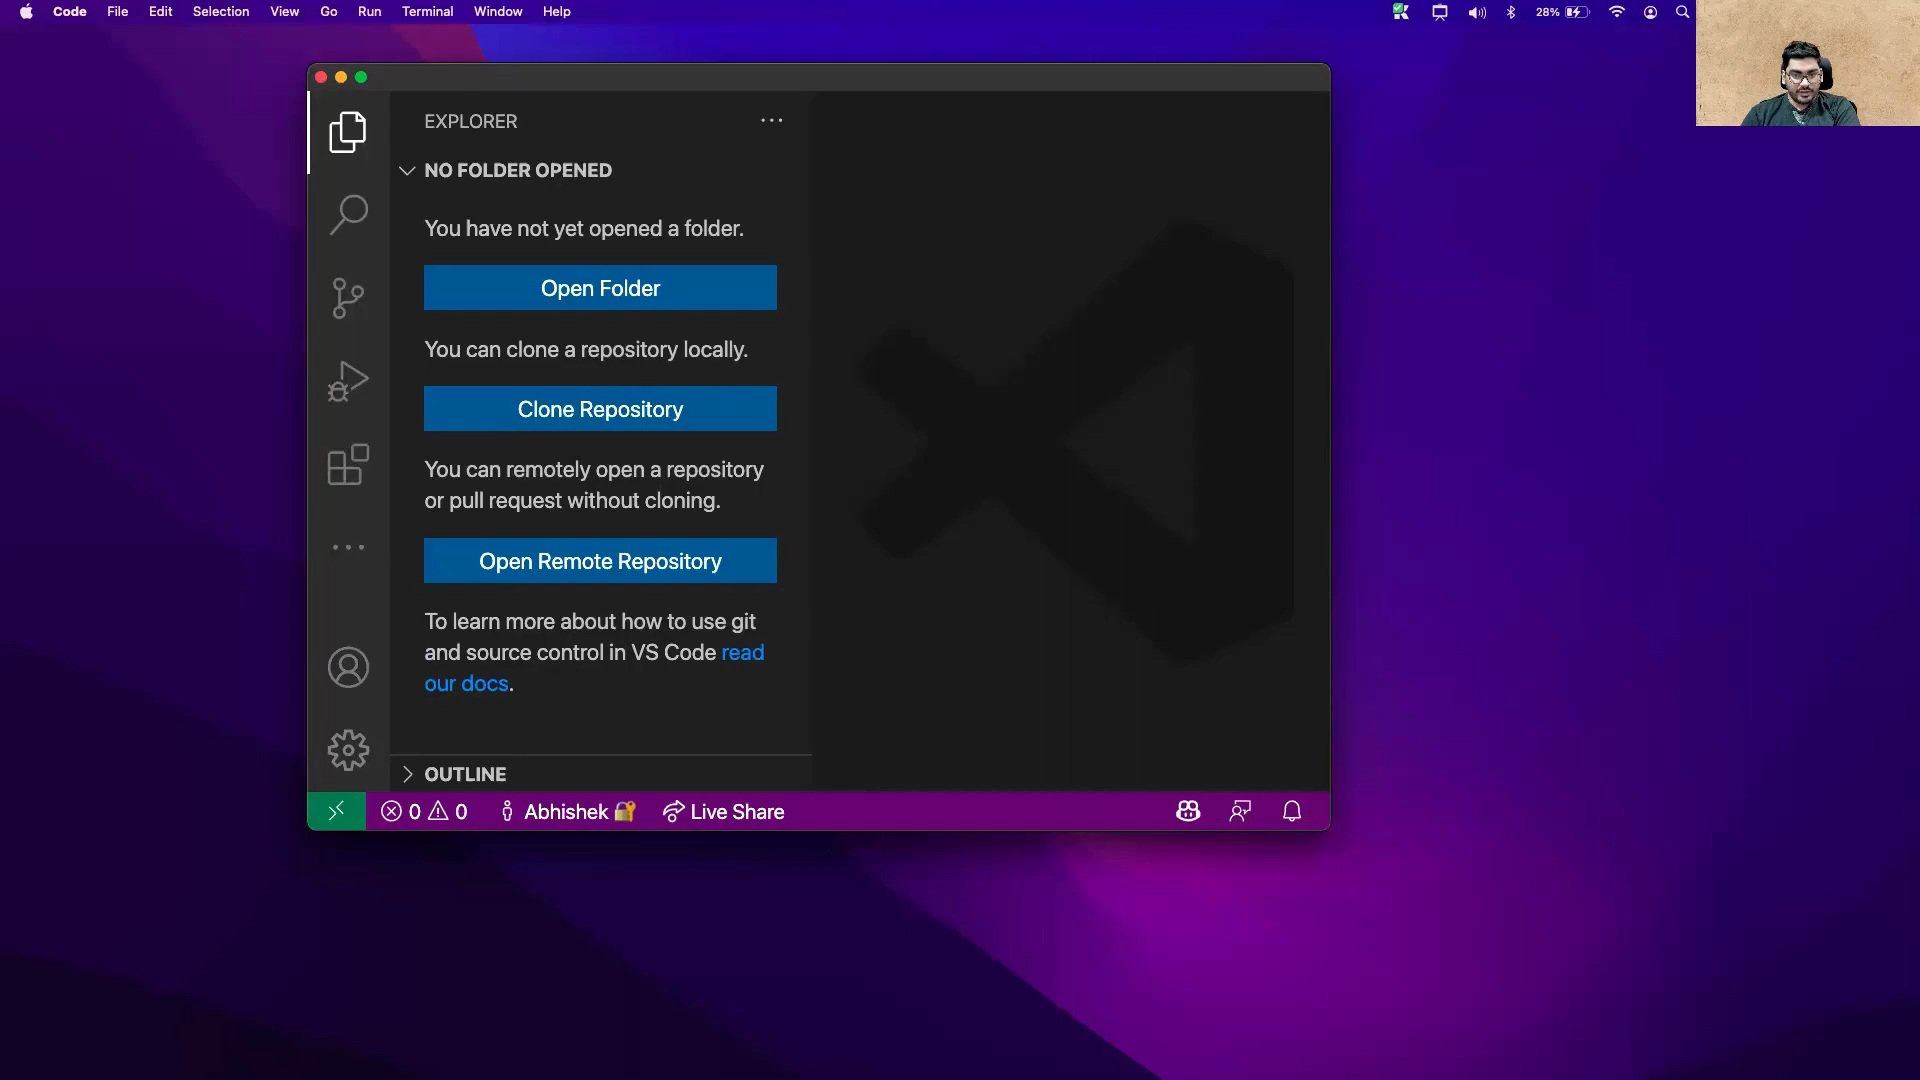 Code File Edit Selection View Go Run Terminal Window Help 28%
EXPLORER
NO FOLDER OPENED
You have not yet opened a folder.
Open Folder
You can clone a repository locally.
Clone Repository
You can remotely open a repository
or pull request without cloning.
Open Remote Repository
To learn more about how to use git
and source control in VS Code read
our docs.
OUTLINE
0 0 Abhishek 🔐 Live Share